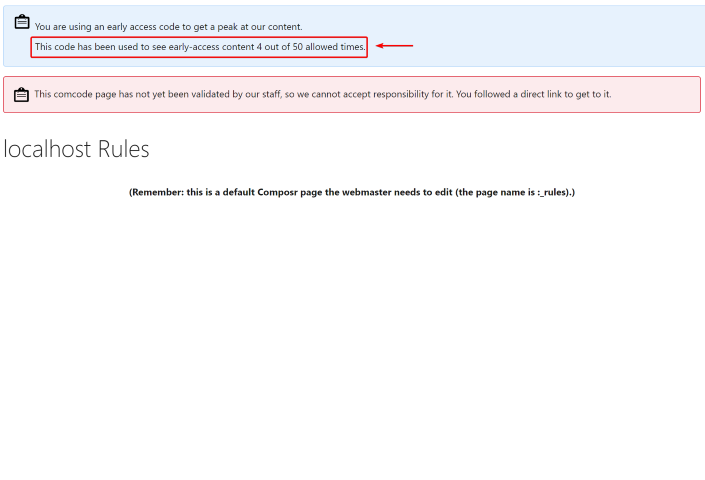 You are using an early access code to get a peak at our content.
This code has been used to see early-access content 4 out of 50 allowed times.
This comcode page has not yet been validated by our staff, so we cannot accept responsibility for it. You followed a direct link to get to it.
localhost Rules
(Remember: this is a default Composr page the webmaster needs to edit (the page name is :_rules).)